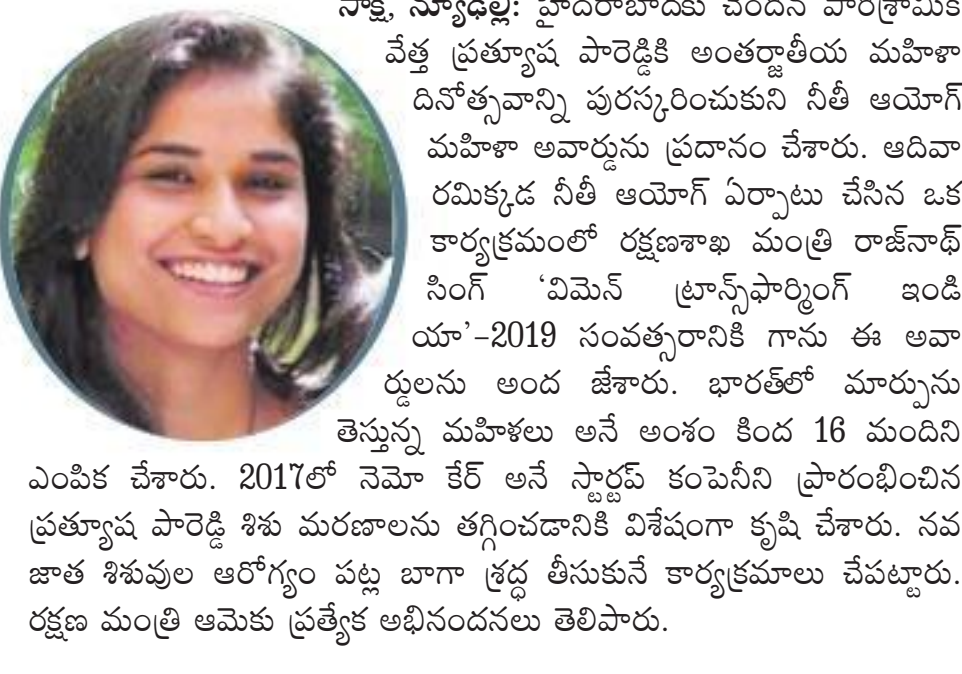 సాక్షి, న్యూఢిల్లీ: హైదరాబాద్‌కు చెందిన పారిశ్రామిక
వేత్త ప్రత్యూష పారెడ్డికి అంతర్జాతీయ మహిళా
దినోత్సవాన్ని పురస్కరించుకుని నీతీ ఆయోగ్
మహిళా అవార్డును ప్రదానం చేశారు. ఆదివా
రమిక్కడ నీతీ ఆయోగ్ ఏర్పాటు చేసిన ఒక
కార్యక్రమంలో రక్షణశాఖ మంత్రి రాజ్‌నాథ్
సింగ్ ‘విమెన్ ట్రాన్స్‌ఫార్మింగ్ ఇండి
యా’–2019 సంవత్సరానికి గాను ఈ అవా
ర్డులను అంద జేశారు. భారత్‌లో మార్పును
తెస్తున్న మహిళలు అనే అంశం కింద 16 మందిని
ఎంపిక చేశారు. 2017లో నెమో కేర్ అనే స్టార్టప్ కంపెనీని ప్రారంభించిన
ప్రత్యూష పారెడ్డి శిశు మరణాలను తగ్గించడానికి విశేషంగా కృషి చేశారు. నవ
జాత శిశువుల ఆరోగ్యం పట్ల బాగా శ్రద్ధ తీసుకునే కార్యక్రమాలు చేపట్టారు.
రక్షణ మంత్రి ఆమెకు ప్రత్యేక అభినందనలు తెలిపారు.